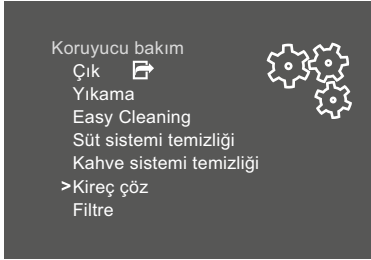 Koruyucu bakım
Çık
Yıkama
Easy Cleaning
Süt sistemi temizliği
Kahve sistemi temizliği
>Kireç çöz
Filtre